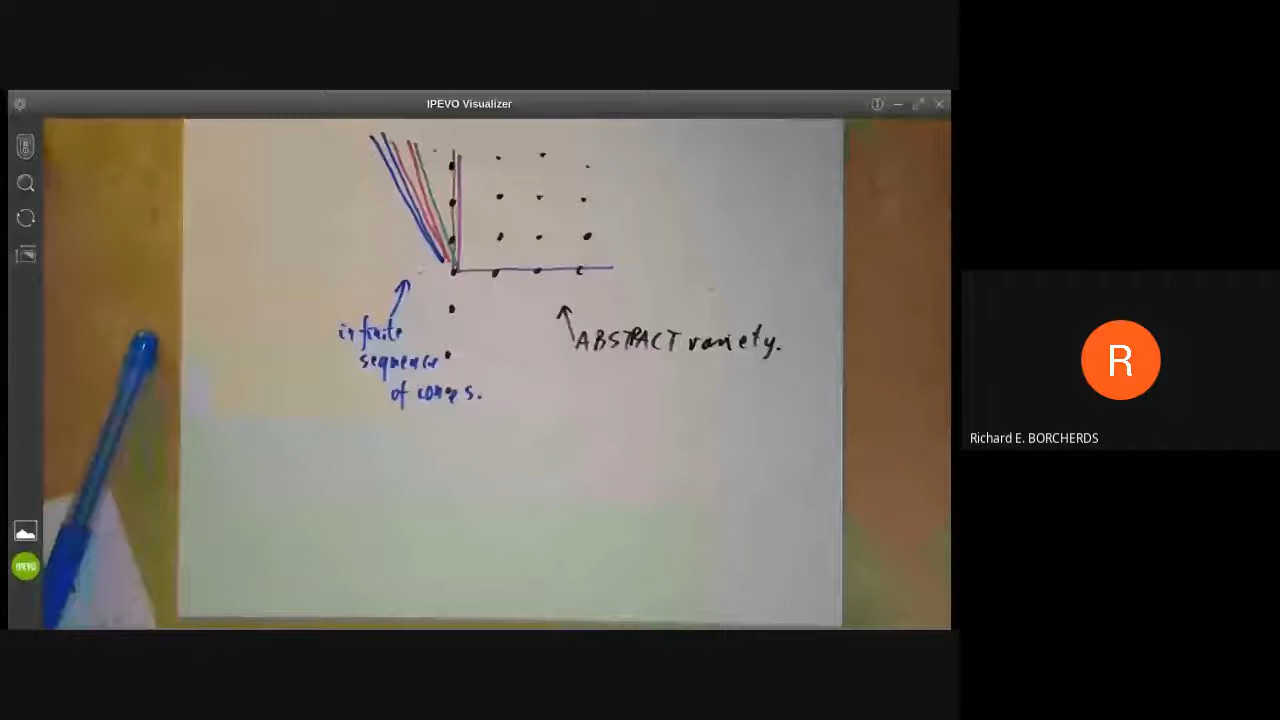 IPEVO Visualizer
infinite
sequence
of cones.
ABSTRACT variety.
R
Richard E. BORCHERDS
IPEVO